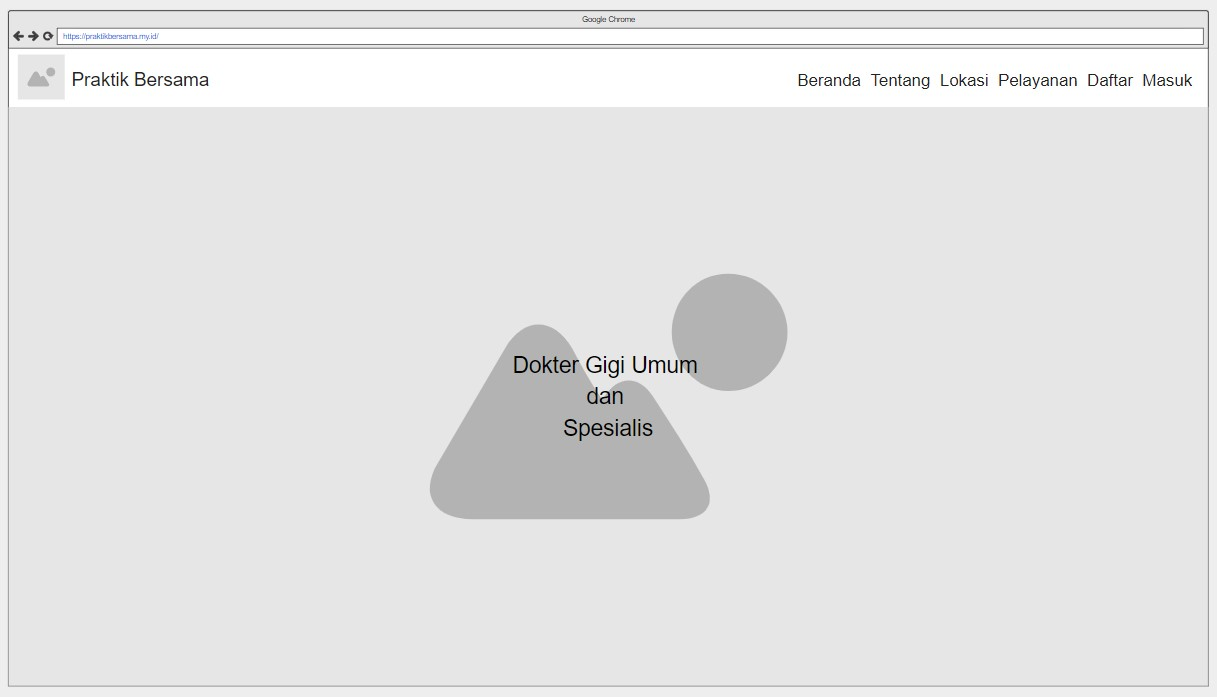 Google Chrome
https://praktikbersama.my.id/
Praktik Bersama
Beranda Tentang Lokasi Pelayanan Daftar Masuk
Dokter Gigi Umum
dan
Spesialis